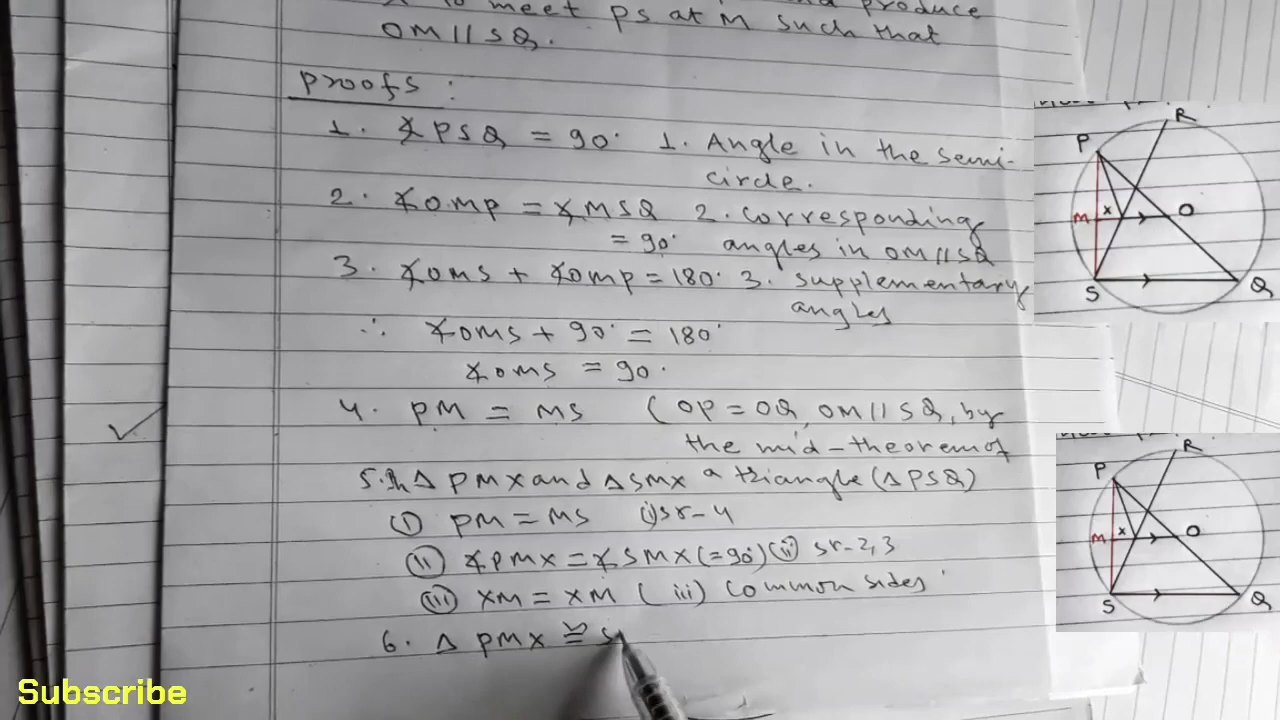 to meet ps at M such that
produce
OM//SQ.
Proofs :
1. ∡PSQ = 90° 1. Angle in the semi-
circle.
2. ∡OMP = ∡MSQ 2. corresponding
= 90° angles in OM//SQ
3. ∡OMS + ∡OMP = 180° 3. supplementary
angles
∴ ∡OMS + 90° = 180°
∡OMS = 90°
4. PM = MS (OP = OQ, OM//SQ, by
the mid-theorem of
5. In Δ PMX and ΔSMX a triangle (ΔPSQ)
(i) PM = MS (i) sr-4
(ii) ∡PMX = ∡SMX (=90°) (ii) sr-2,3
(iii) XM = XM (iii) Common sides
6. Δ PMX ≅ S
R
P
M
X
O
S
Q
R
P
M
X
O
S
Q
Subscribe